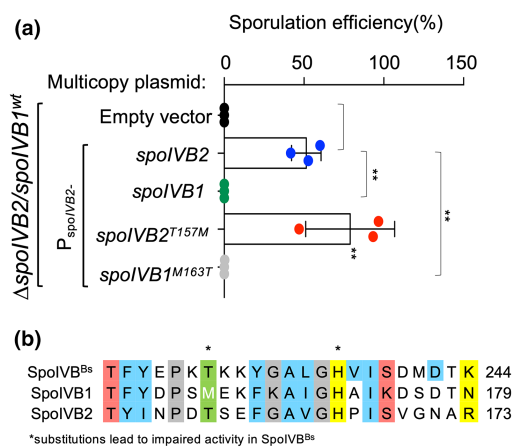 (a)
Sporulation efficiency(%)
0 50 100 150
Multicopy plasmid:
ΔspoIVB2/spoIVB1wt
PspoIVB2-
Empty vector
spoIVB2
spoIVB1
spoIVB2T157M
spoIVB1M163T
**
**
**
(b)
* *
SpoIVBBs T F Y E P K T K K Y G A L G H V I S D M D T K 244
SpoIVB1 T F Y D P S M E K F K A I G H A I K D S D T N 179
SpoIVB2 T Y I N P D T S E F G A V G H P I S V G N A R 173
*substitutions lead to impaired activity in SpoIVBBs